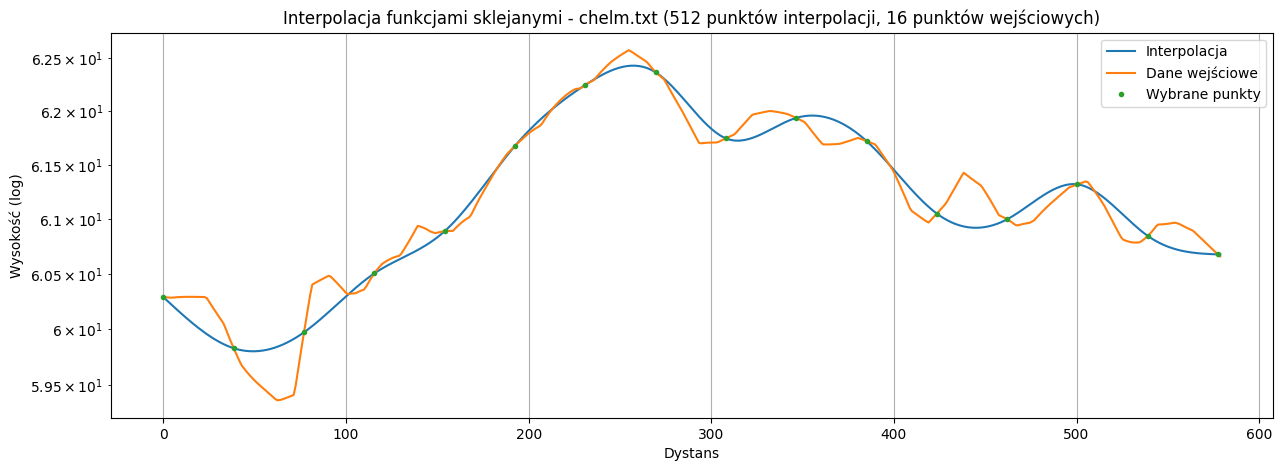 Interpolacja funkcjami sklejanymi - chelm.txt (512 punktów interpolacji, 16 punktów wejściowych)
Interpolacja
Dane wejściowe
Wybrane punkty
Wysokość (log)
6.25 × 10¹
6.2 × 10¹
6.15 × 10¹
6.1 × 10¹
6.05 × 10¹
6 × 10¹
5.95 × 10¹
0 100 200 300 400 500 600
Dystans